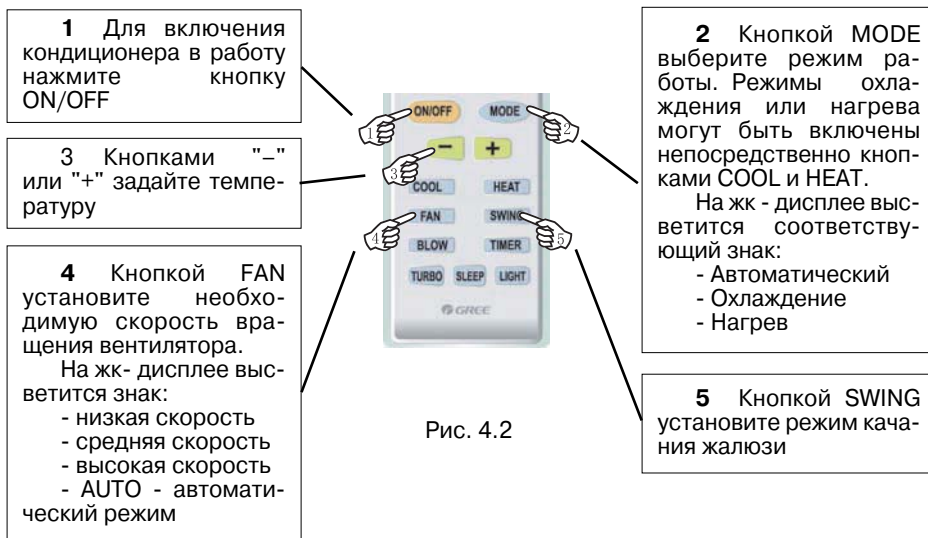 1 Для включения
кондиционера в работу
нажмите кнопку
ON/OFF
3 Кнопками "–"
или "+" задайте темпе-
ратуру
4 Кнопкой FAN
установите необхо-
димую скорость вра-
щения вентилятора.
На жк- дисплее выс-
ветится знак:
- низкая скорость
- средняя скорость
- высокая скорость
- AUTO - автомати-
ческий режим
ON/OFF MODE
1 2
− +
3
COOL HEAT
FAN SWING
4 5
BLOW TIMER
TURBO SLEEP LIGHT
GREE
Рис. 4.2
2 Кнопкой MODE
выберите режим ра-
боты. Режимы охла-
ждения или нагрева
могут быть включены
непосредственно кноп-
ками COOL и HEAT.
На жк - дисплее выс-
ветится соответству-
ющий знак:
- Автоматический
- Охлаждение
- Нагрев
5 Кнопкой SWING
установите режим кача-
ния жалюзи